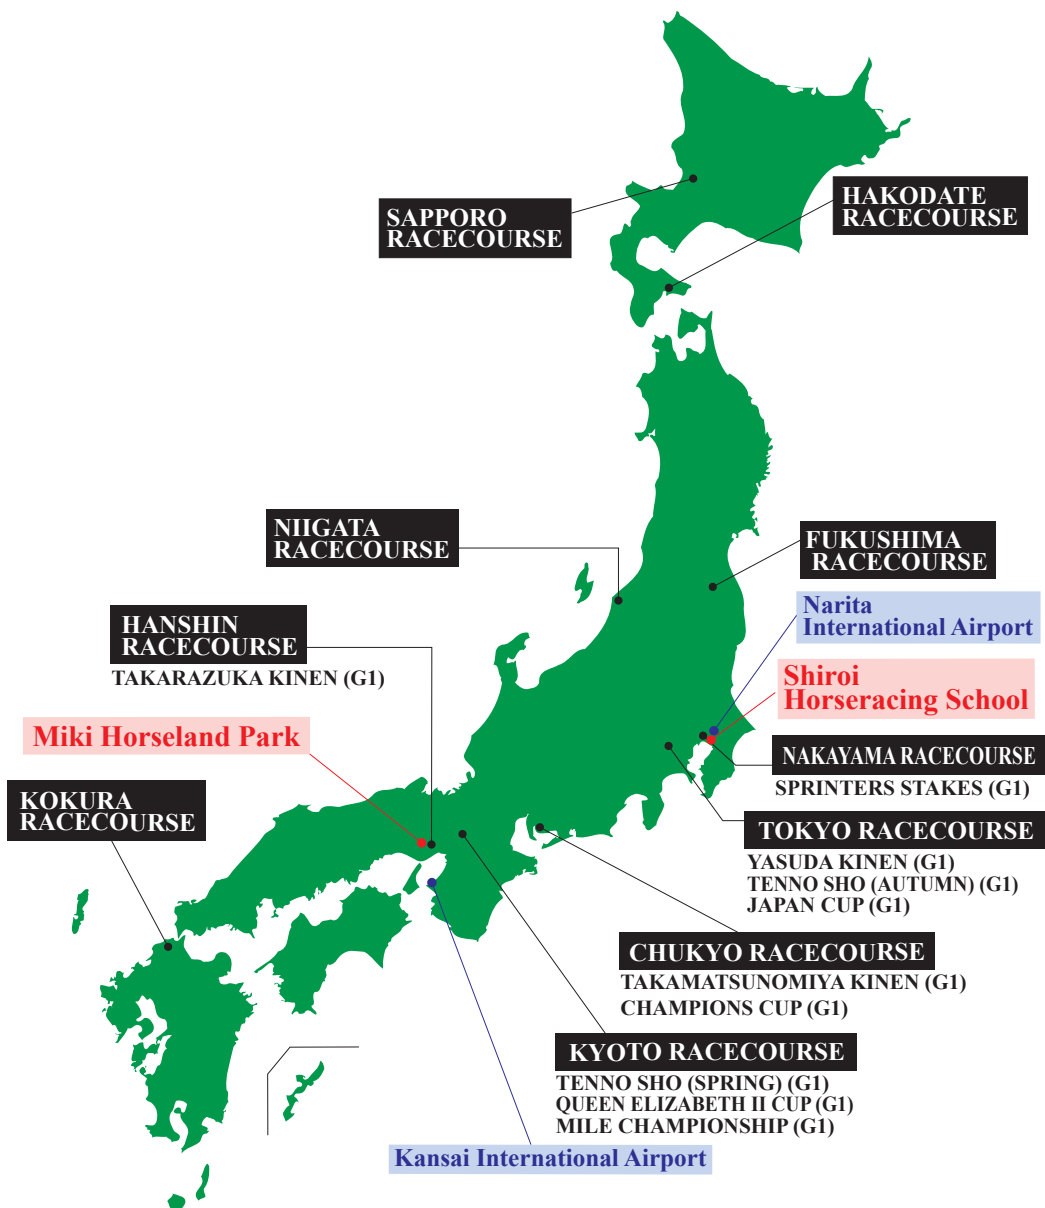 HAKODATE
RACECOURSE
SAPPORO
RACECOURSE
NIIGATA
RACECOURSE
FUKUSHIMA
RACECOURSE
Narita
International Airport
HANSHIN
RACECOURSE
TAKARAZUKA KINEN (G1)
Shiroi
Horseracing School
Miki Horseland Park
NAKAYAMA RACECOURSE
SPRINTERS STAKES (G1)
KOKURA
RACECOURSE
TOKYO RACECOURSE
YASUDA KINEN (G1)
TENNO SHO (AUTUMN) (G1)
JAPAN CUP (G1)
CHUKYO RACECOURSE
TAKAMATSUNOMIYA KINEN (G1)
CHAMPIONS CUP (G1)
KYOTO RACECOURSE
TENNO SHO (SPRING) (G1)
QUEEN ELIZABETH II CUP (G1)
MILE CHAMPIONSHIP (G1)
Kansai International Airport